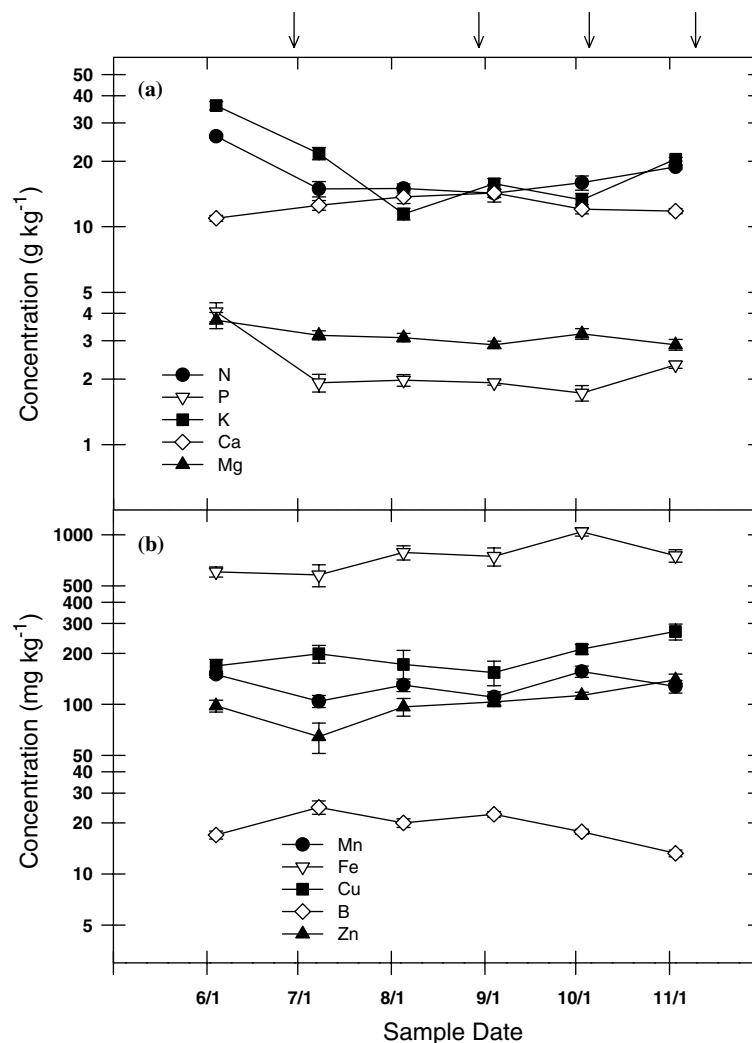 (a)
50
40
30
20
10
5
4
3
2
1
Concentration (g kg⁻¹)
N
P
K
Ca
Mg
(b)
1000
500
400
300
200
100
50
40
30
20
10
5
Concentration (mg kg⁻¹)
Mn
Fe
Cu
B
Zn
6/1 7/1 8/1 9/1 10/1 11/1
Sample Date